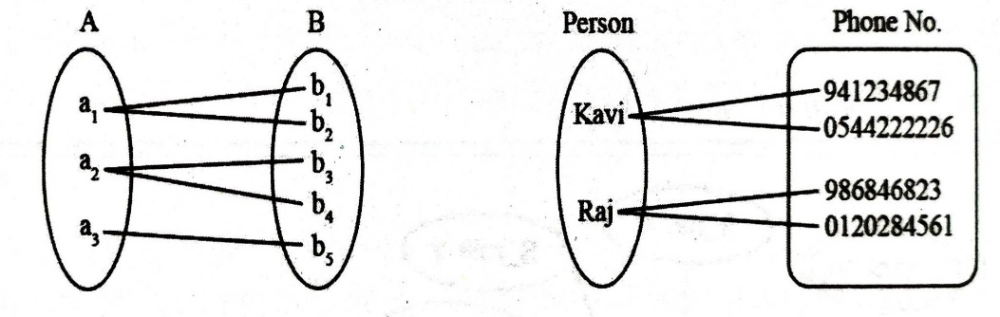 A B Person Phone No.
a1 b1 Kavi 941234867
b2 0544222226
a2 b3 Raj 986846823
b4 0120284561
a3 b5